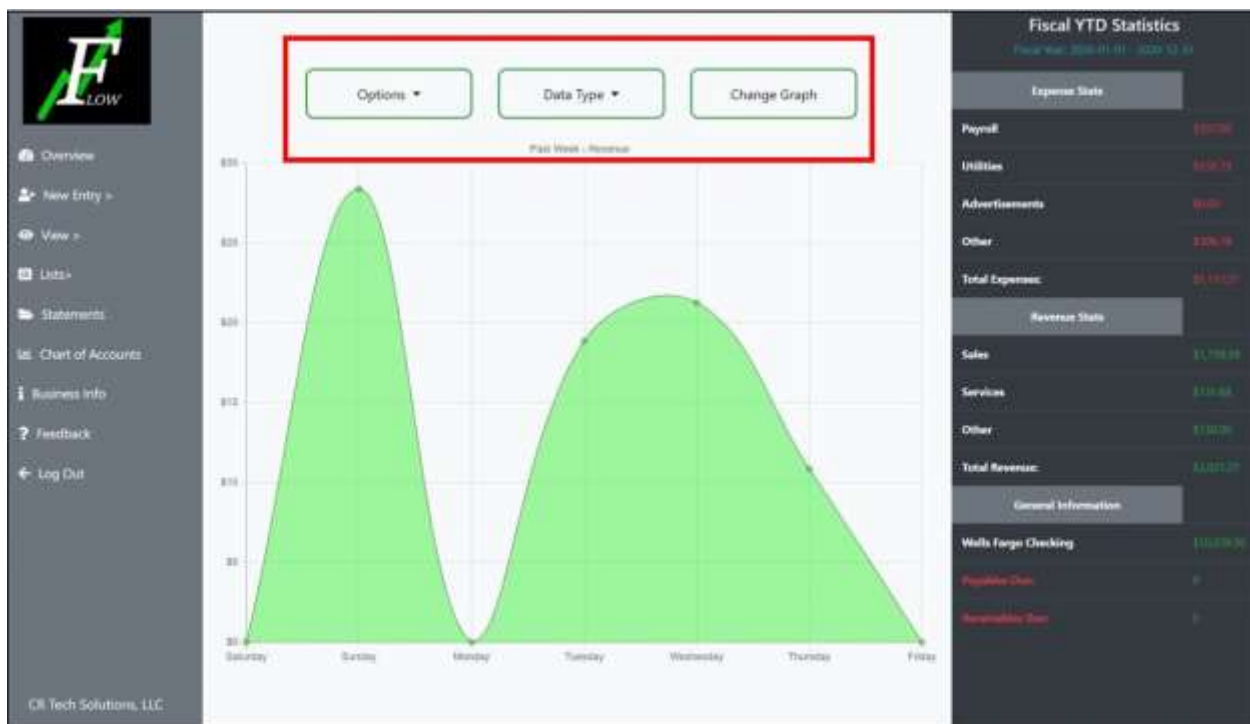 FLOW
Overview
New Entry »
View »
Lists»
Statements
Chart of Accounts
Business Info
Feedback
Log Out
CR Tech Solutions, LLC
Options
Data Type
Change Graph
Past Week - Revenue
$20
$15
$10
$5
$0
Saturday
Sunday
Monday
Tuesday
Wednesday
Thursday
Friday
Fiscal YTD Statistics
Expense Stats
Payroll
Utilities
Advertisements
Other
Total Expenses:
Revenue Stats
Sales
Services
Other
Total Revenue:
General Information
Wells Fargo Checking
Payables Due:
Receivables Due: